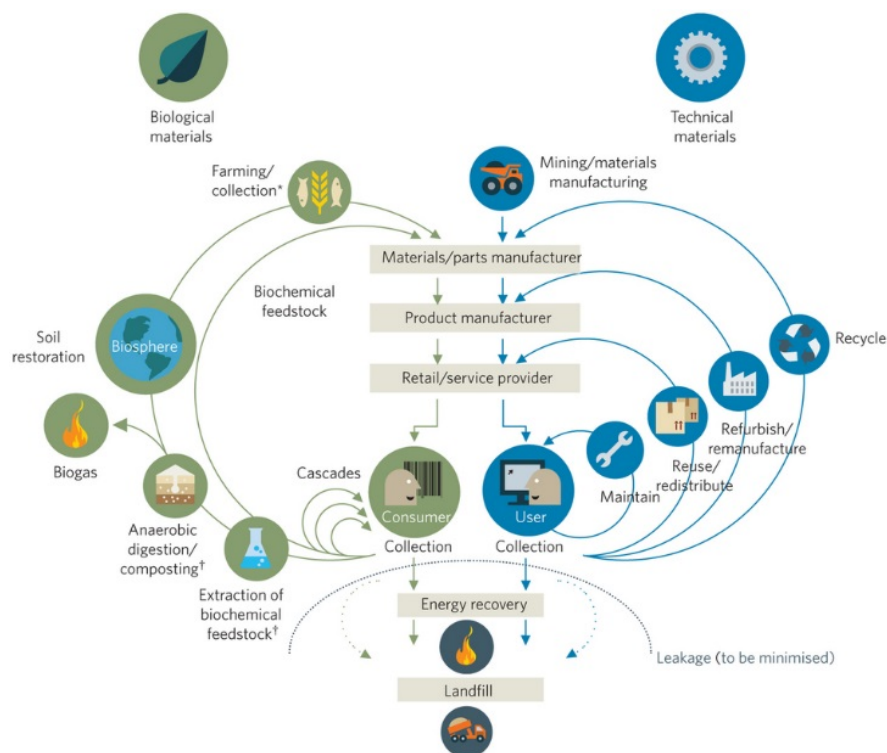 Biological
materials
Technical
materials
Farming/
collection*
Mining/materials
manufacturing
Materials/parts manufacturer
Biochemical
feedstock
Product manufacturer
Soil
restoration
Biosphere
Recycle
Retail/service provider
Biogas
Refurbish/
remanufacture
Reuse/
redistribute
Cascades
Maintain
Consumer
User
Anaerobic
digestion/
composting†
Collection
Collection
Extraction of
biochemical
feedstock†
Energy recovery
Leakage (to be minimised)
Landfill